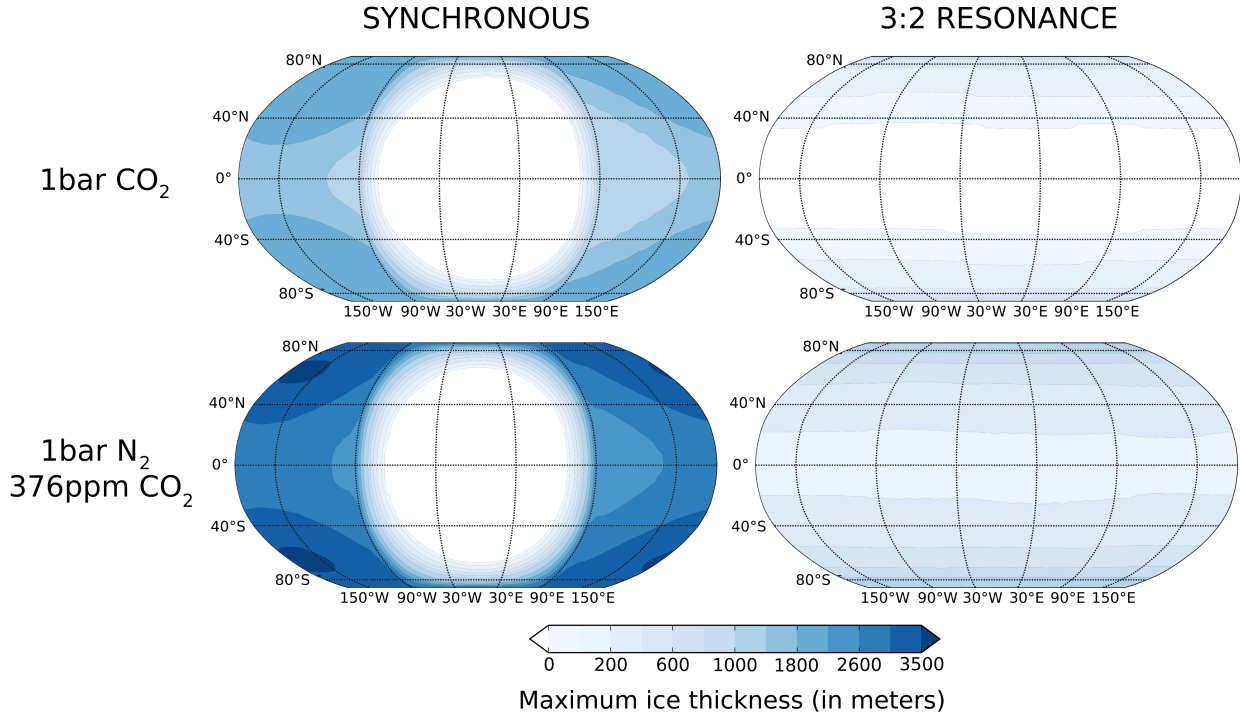 SYNCHRONOUS 3:2 RESONANCE
1bar CO₂
80°N
40°N
0°
40°S
80°S
150°W 90°W 30°W 30°E 90°E 150°E
80°N
40°N
0°
40°S
80°S
150°W 90°W 30°W 30°E 90°E 150°E
1bar N₂
376ppm CO₂
80°N
40°N
0°
40°S
80°S
150°W 90°W 30°W 30°E 90°E 150°E
80°N
40°N
0°
40°S
80°S
150°W 90°W 30°W 30°E 90°E 150°E
0 200 600 1000 1800 2600 3500
Maximum ice thickness (in meters)